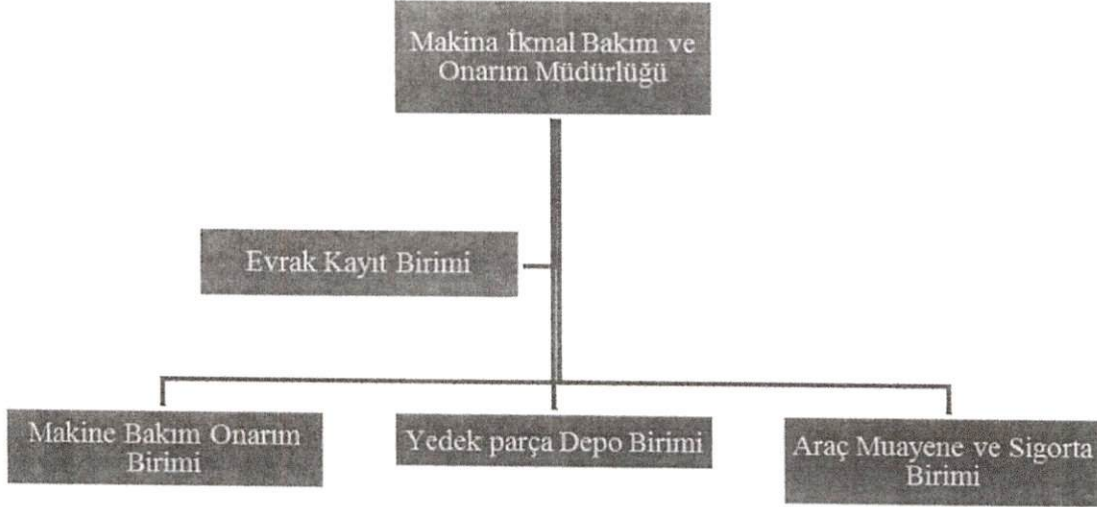 Makina İkmal Bakım ve
Onarım Müdürlüğü
Evrak Kayıt Birimi
Makine Bakım Onarım
Birimi
Yedek parça Depo Birimi
Araç Muayene ve Sigorta
Birimi